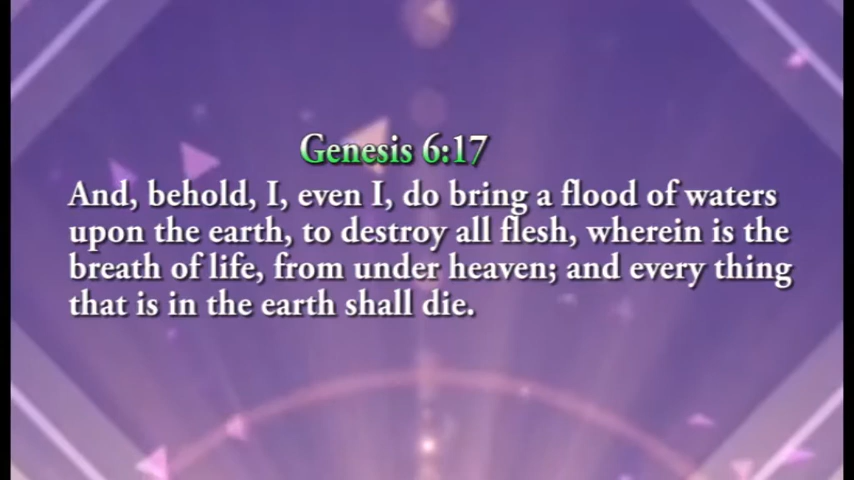 Genesis 6:17
And, behold, I, even I, do bring a flood of waters
upon the earth, to destroy all flesh, wherein is the
breath of life, from under heaven; and every thing
that is in the earth shall die.